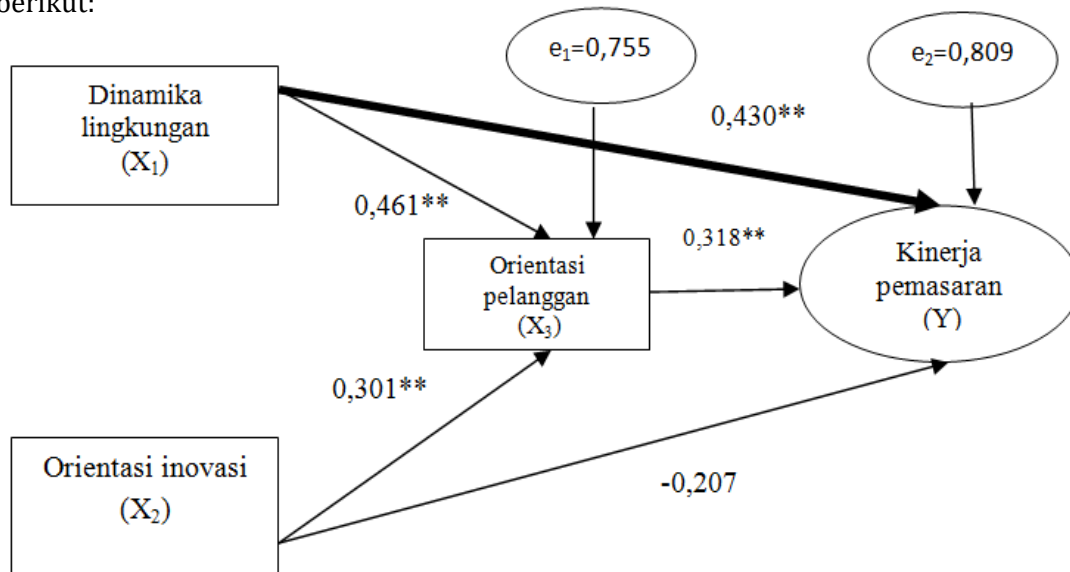 berikut:
e₁=0,755
e₂=0,809
Dinamika
lingkungan
(X₁)
0,430**
0,461**
0,318**
Orientasi
pelanggan
(X₃)
Kinerja
pemasaran
(Y)
0,301**
Orientasi inovasi
(X₂)
-0,207